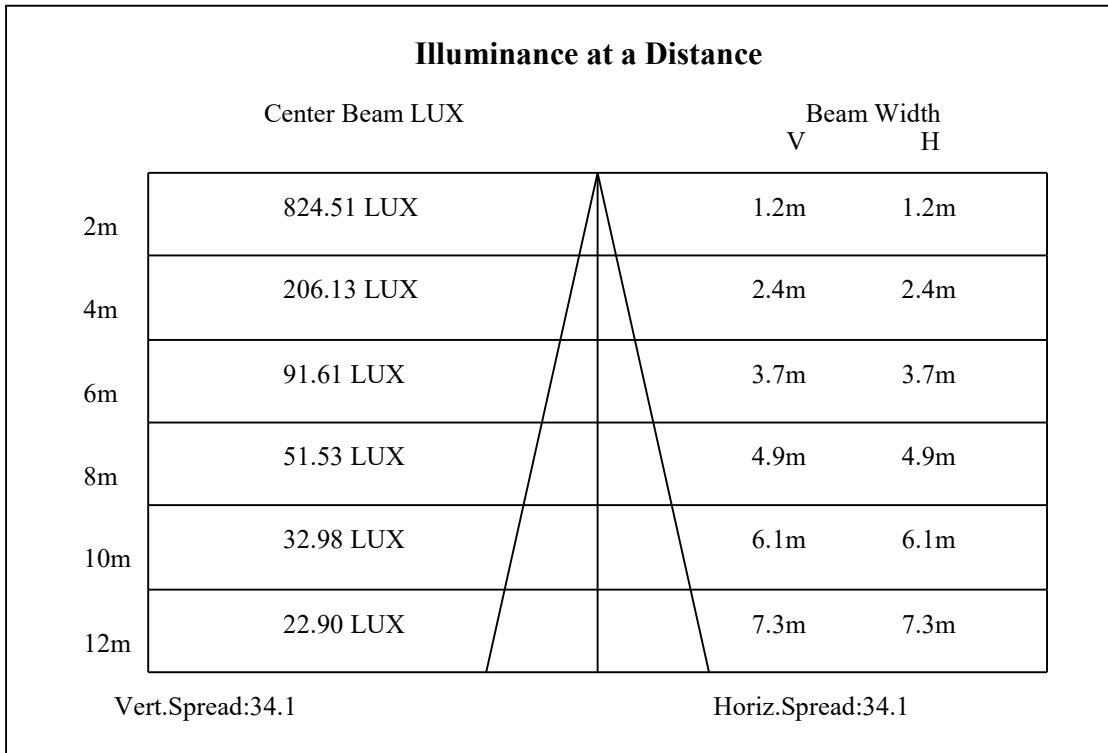 Illuminance at a Distance
Center Beam LUX Beam Width
V H
2m 824.51 LUX 1.2m 1.2m
4m 206.13 LUX 2.4m 2.4m
6m 91.61 LUX 3.7m 3.7m
8m 51.53 LUX 4.9m 4.9m
10m 32.98 LUX 6.1m 6.1m
12m 22.90 LUX 7.3m 7.3m
Vert.Spread:34.1 Horiz.Spread:34.1